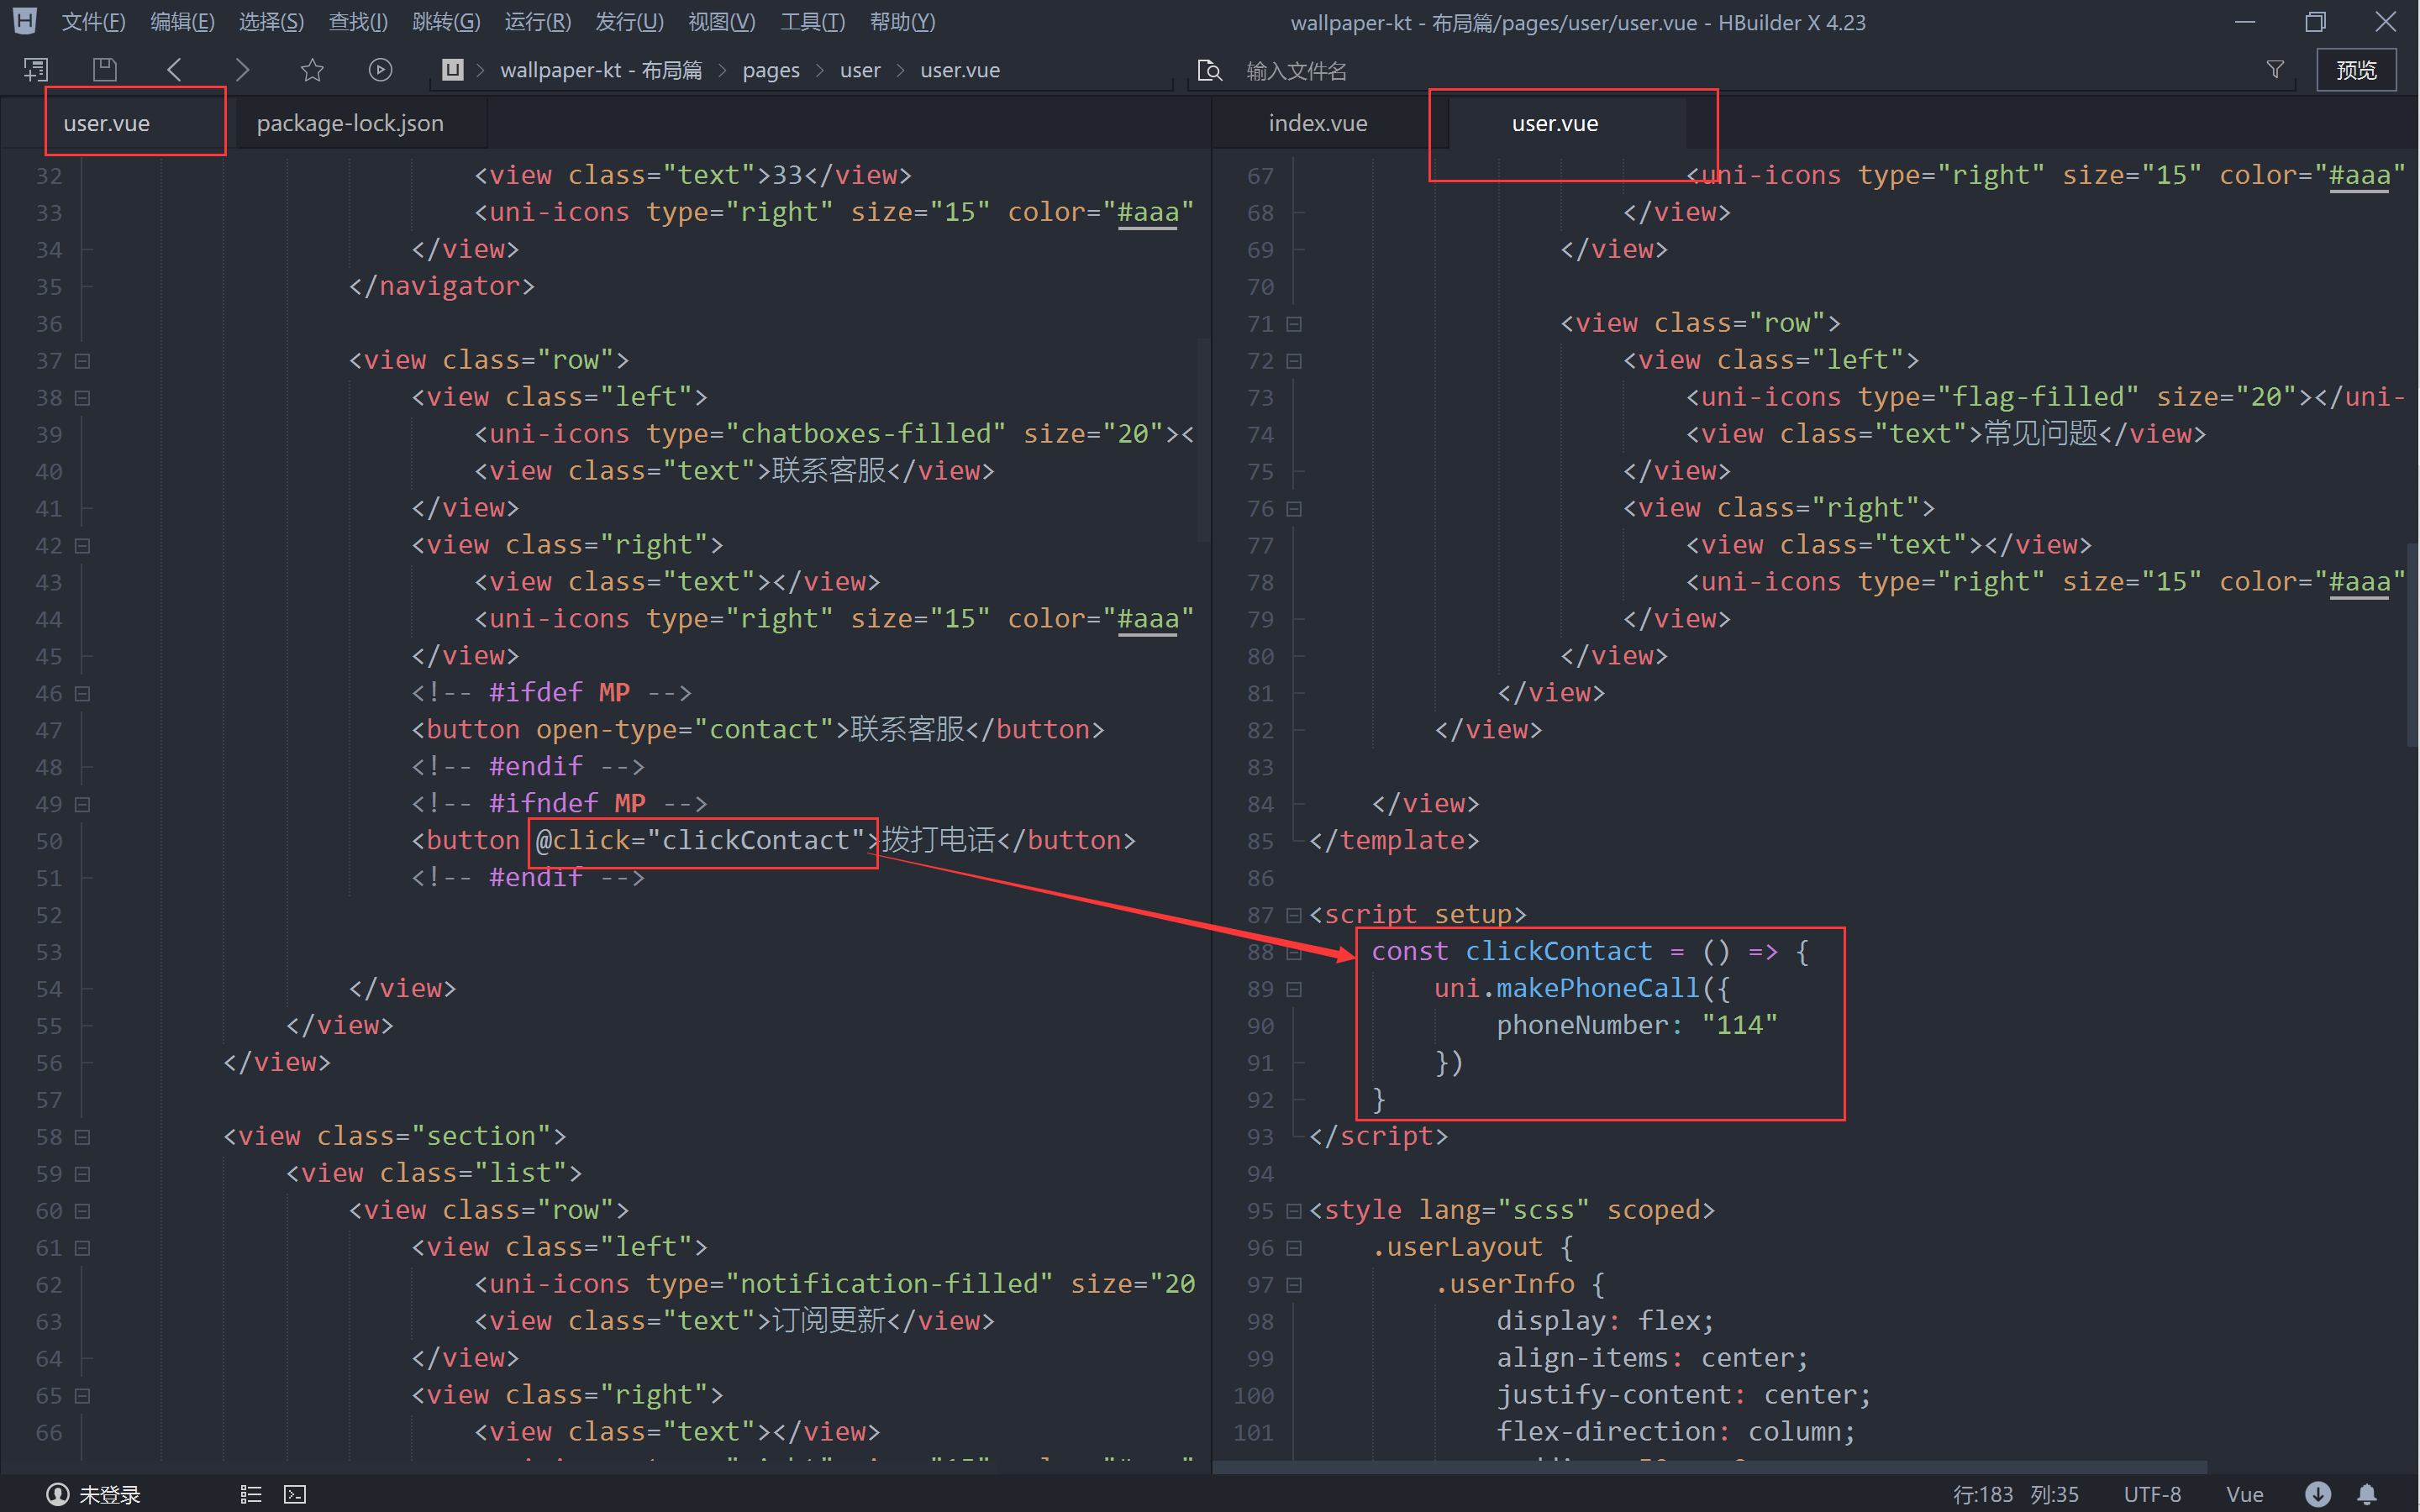 文件(F) 编辑(E) 选择(S) 查找(I) 跳转(G) 运行(R) 发行(U) 视图(V) 工具(T) 帮助(Y)
wallpaper-kt - 布局篇/pages/user/user.vue - HBuilder X 4.23
wallpaper-kt - 布局篇 > pages > user > user.vue
输入文件名
预览
user.vue
package-lock.json
32 <view class="text">33</view>
33 <uni-icons type="right" size="15" color="#aaa"
34 </view>
35 </navigator>
36
37 <view class="row">
38 <view class="left">
39 <uni-icons type="chatboxes-filled" size="20"><
40 <view class="text">联系客服</view>
41 </view>
42 <view class="right">
43 <view class="text"></view>
44 <uni-icons type="right" size="15" color="#aaa"
45 </view>
46 <!-- #ifdef MP -->
47 <button open-type="contact">联系客服</button>
48 <!-- #endif -->
49 <!-- #ifndef MP -->
50 <button @click="clickContact">拨打电话</button>
51 <!-- #endif -->
52
53
54 </view>
55 </view>
56 </view>
57
58 <view class="section">
59 <view class="list">
60 <view class="row">
61 <view class="left">
62 <uni-icons type="notification-filled" size="20
63 <view class="text">订阅更新</view>
64 </view>
65 <view class="right">
66 <view class="text"></view>
index.vue
user.vue
67 <uni-icons type="right" size="15" color="#aaa"
68 </view>
69 </view>
70
71 <view class="row">
72 <view class="left">
73 <uni-icons type="flag-filled" size="20"></uni-
74 <view class="text">常见问题</view>
75 </view>
76 <view class="right">
77 <view class="text"></view>
78 <uni-icons type="right" size="15" color="#aaa"
79 </view>
80 </view>
81 </view>
82 </view>
83
84 </view>
85 </template>
86
87 <script setup>
88 const clickContact = () => {
89 uni.makePhoneCall({
90 phoneNumber: "114"
91 })
92 }
93 </script>
94
95 <style lang="scss" scoped>
96 .userLayout {
97 .userInfo {
98 display: flex;
99 align-items: center;
100 justify-content: center;
101 flex-direction: column;
未登录
行:183 列:35 UTF-8 Vue